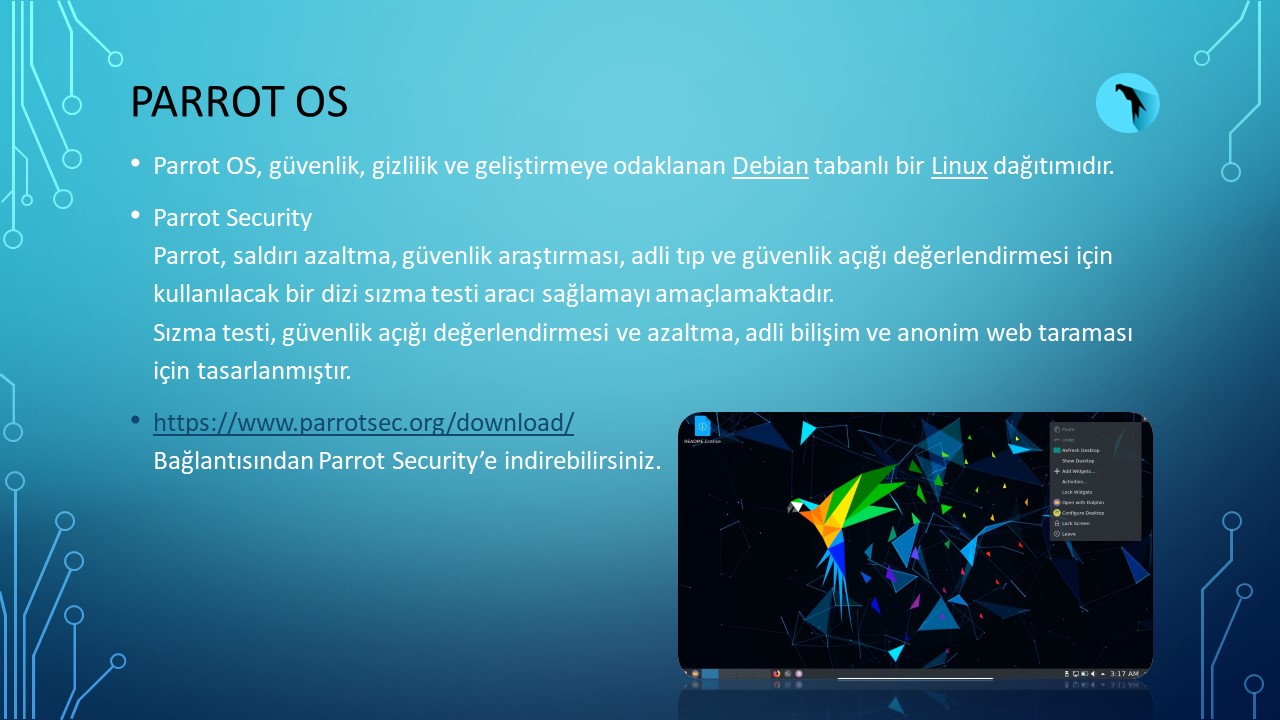 PARROT OS
• Parrot OS, güvenlik, gizlilik ve geliştirmeye odaklanan Debian tabanlı bir Linux dağıtımıdır.
• Parrot Security
Parrot, saldırı azaltma, güvenlik araştırması, adli tıp ve güvenlik açığı değerlendirmesi için
kullanılacak bir dizi sızma testi aracı sağlamayı amaçlamaktadır.
Sızma testi, güvenlik açığı değerlendirmesi ve azaltma, adli bilişim ve anonim web taraması
için tasarlanmıştır.
• https://www.parrotsec.org/download/
Bağlantısından Parrot Security’e indirebilirsiniz.
Paste
Undo
Refresh Desktop
Show Desktop
Add Widgets...
Activities...
Lock Widgets
Open with Dolphin
Configure Desktop
Lock Screen
Leave
3:17 AM